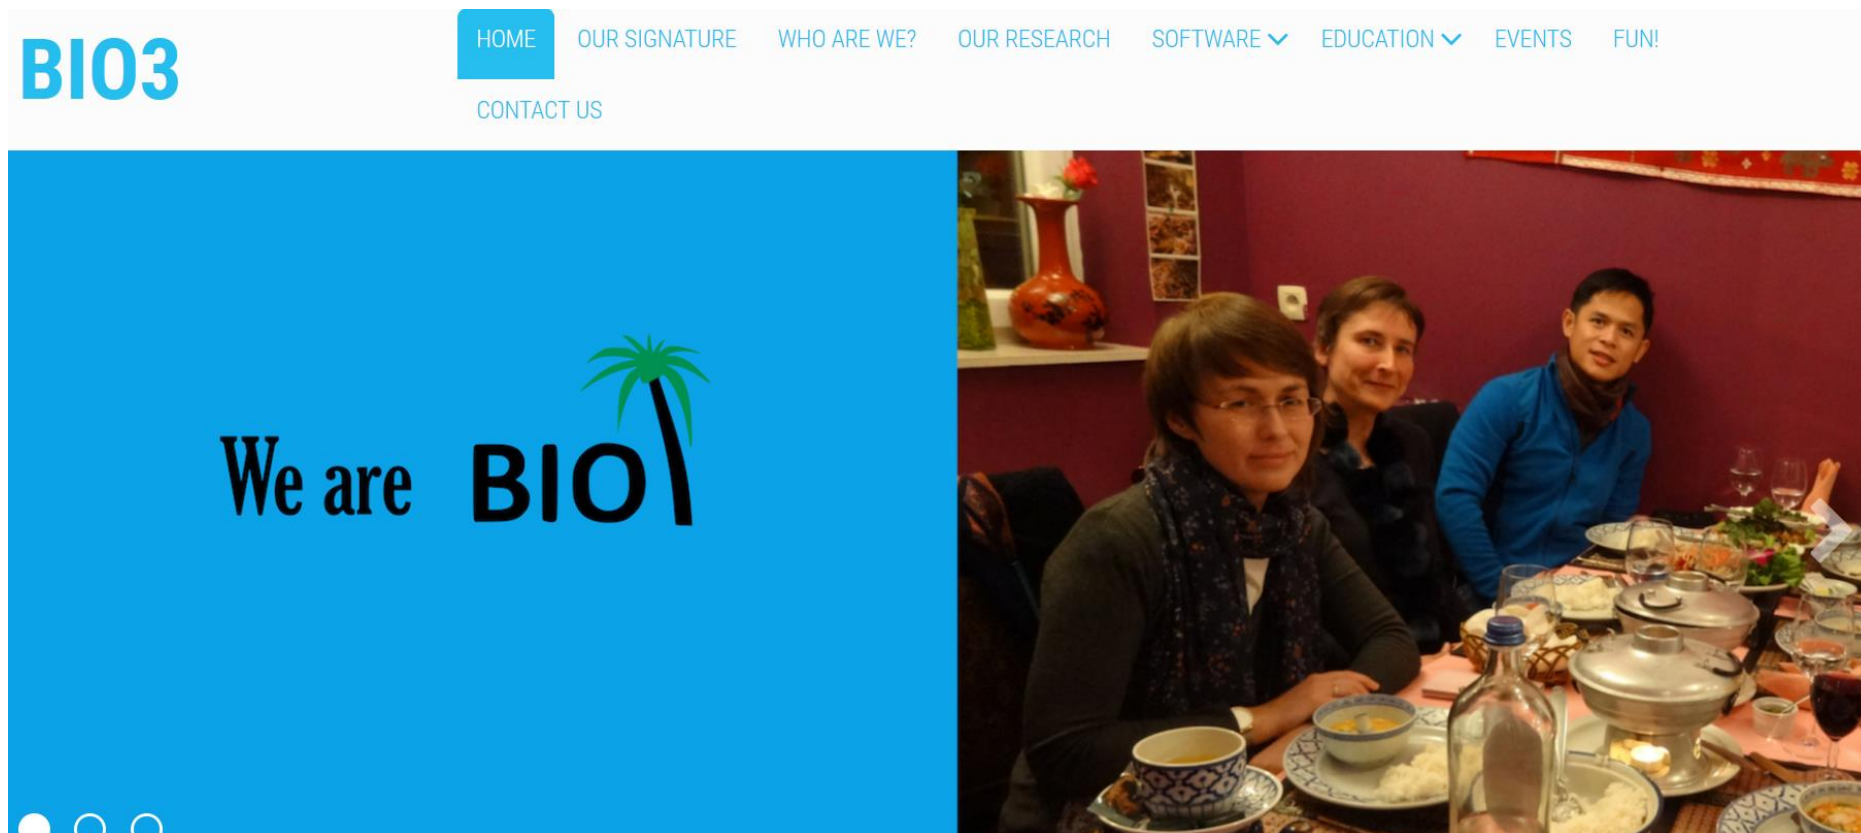 BIO3
HOME OUR SIGNATURE WHO ARE WE? OUR RESEARCH SOFTWARE EDUCATION EVENTS FUN!
CONTACT US
We are BIO